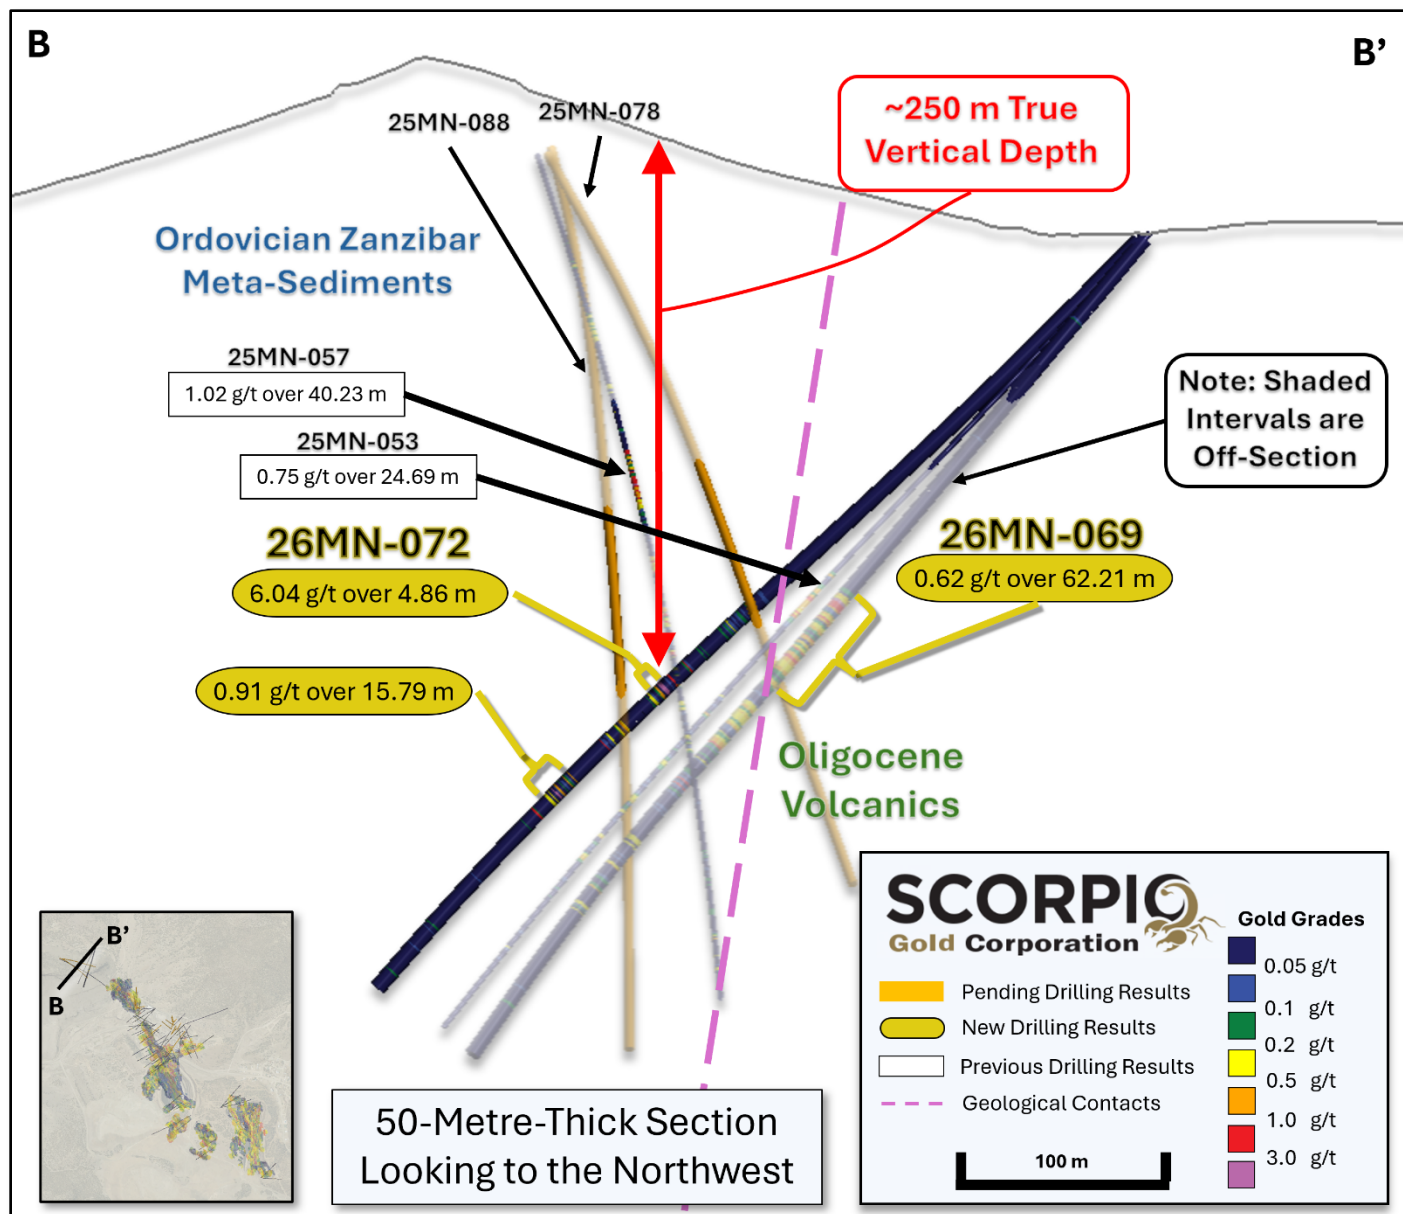 B
B'
25MN-088
25MN-078
~250 m True
Vertical Depth
Ordovician Zanzibar
Meta-Sediments
25MN-057
1.02 g/t over 40.23 m
25MN-053
0.75 g/t over 24.69 m
Note: Shaded
Intervals are
Off-Section
26MN-072
6.04 g/t over 4.86 m
0.91 g/t over 15.79 m
26MN-069
0.62 g/t over 62.21 m
Oligocene
Volcanics
B'
B
50-Metre-Thick Section
Looking to the Northwest
SCORPIO
Gold Corporation
Pending Drilling Results
New Drilling Results
Previous Drilling Results
Geological Contacts
100 m
Gold Grades
0.05 g/t
0.1 g/t
0.2 g/t
0.5 g/t
1.0 g/t
3.0 g/t